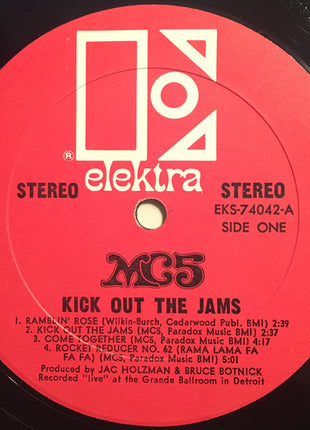 ®
elektra
STEREO
STEREO
EKS-74042-A
SIDE ONE
MC5
KICK OUT THE JAMS
1. RAMBLIN' ROSE (Wilkin-Burch, Cedarwood Publ. BMI) 2:39
2. KICK OUT THE JAMS (MC5, Paradox Music BMI) 2:37
3. COME TOGETHER (MC5, Paradox Music BMI) 4:17
4. ROCKET REDUCER NO. 62 (RAMA LAMA FA
FA FA) (MC5, Paradox Music BMI) 5:01
Produced by JAC HOLZMAN & BRUCE BOTNICK
Recorded "live" at the Grande Ballroom in Detroit